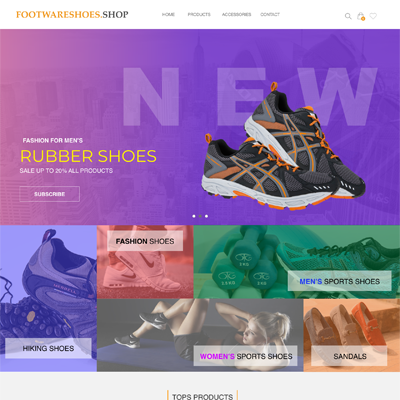 FOOTWARESHOES.SHOP
HOME PRODUCTS ACCESSORIES CONTACT
NEW
FASHION FOR MEN'S
RUBBER SHOES
SALE UP TO 20% ALL PRODUCTS
SUBSCRIBE
FASHION SHOES
MEN'S SPORTS SHOES
HIKING SHOES
WOMEN'S SPORTS SHOES
SANDALS
TOPS PRODUCTS